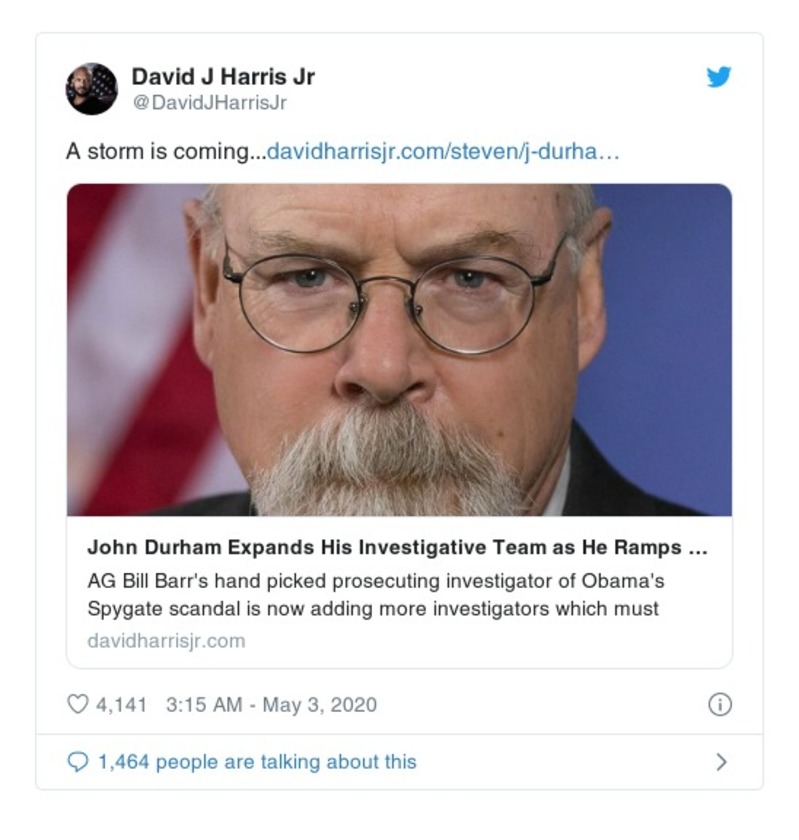 David J Harris Jr
@DavidJHarrisJr
A storm is coming...davidharrisjr.com/steven/j-durha…
John Durham Expands His Investigative Team as He Ramps ...
AG Bill Barr's hand picked prosecuting investigator of Obama's
Spygate scandal is now adding more investigators which must
davidharrisjr.com
4,141 3:15 AM - May 3, 2020
1,464 people are talking about this